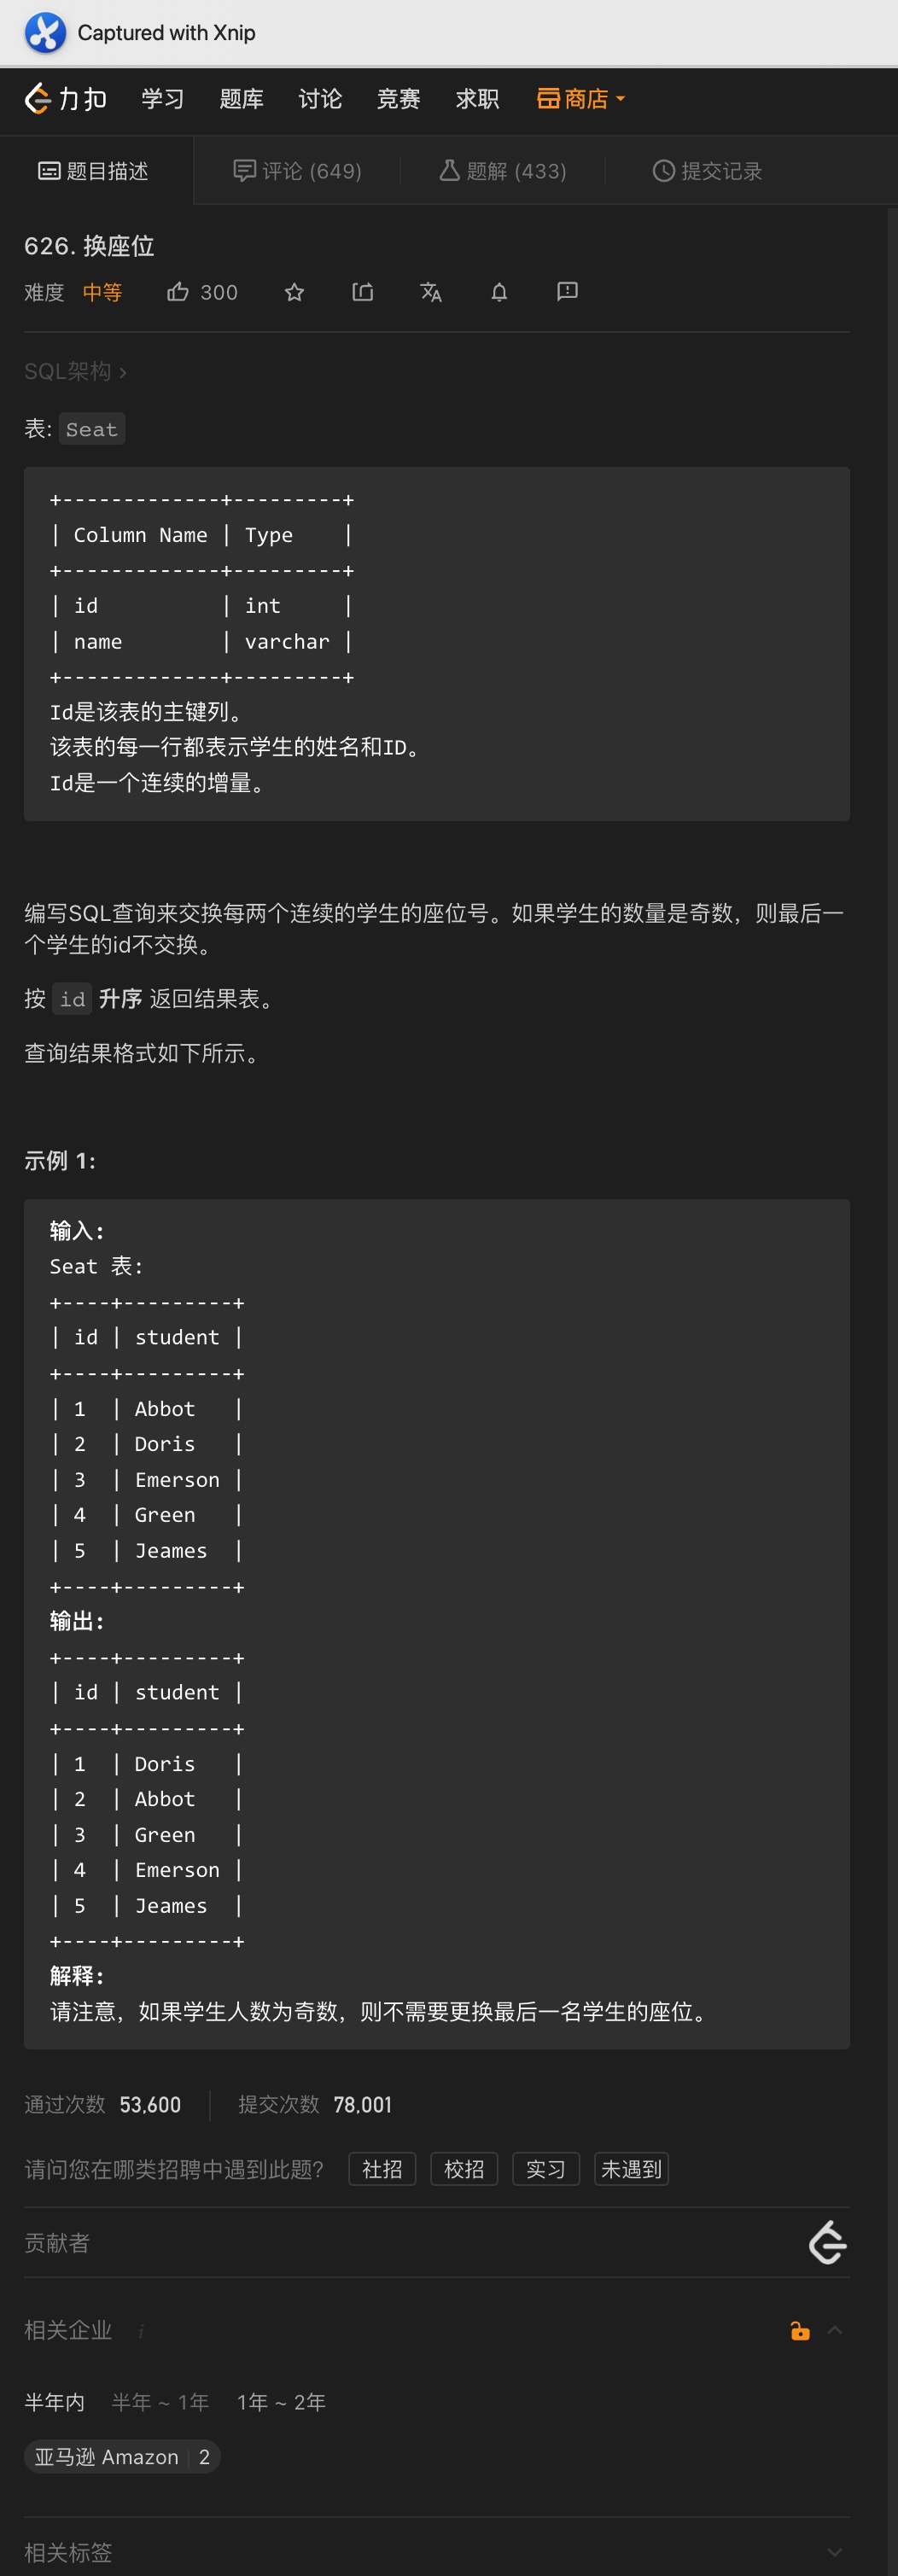 Captured with Xnip
力扣 学习 题库 讨论 竞赛 求职 商店
题目描述 评论 (649) 题解 (433) 提交记录
626. 换座位
难度 中等 300
SQL架构 >
表: Seat
+-------------+---------+
| Column Name | Type    |
+-------------+---------+
| id          | int     |
| name        | varchar |
+-------------+---------+
Id是该表的主键列。
该表的每一行都表示学生的姓名和ID。
Id是一个连续的增量。
编写SQL查询来交换每两个连续的学生的座位号。如果学生的数量是奇数，则最后一
个学生的id不交换。
按 id 升序 返回结果表。
查询结果格式如下所示。
示例 1:
输入:
Seat 表:
+----+---------+
| id | student |
+----+---------+
| 1  | Abbot   |
| 2  | Doris   |
| 3  | Emerson |
| 4  | Green   |
| 5  | Jeames  |
+----+---------+
输出:
+----+---------+
| id | student |
+----+---------+
| 1  | Doris   |
| 2  | Abbot   |
| 3  | Green   |
| 4  | Emerson |
| 5  | Jeames  |
+----+---------+
解释:
请注意，如果学生人数为奇数，则不需要更换最后一名学生的座位。
通过次数 53,600 提交次数 78,001
请问您在哪类招聘中遇到此题? 社招 校招 实习 未遇到
贡献者
相关企业 i
半年内 半年 ~ 1年 1年 ~ 2年
亚马逊 Amazon 2
相关标签